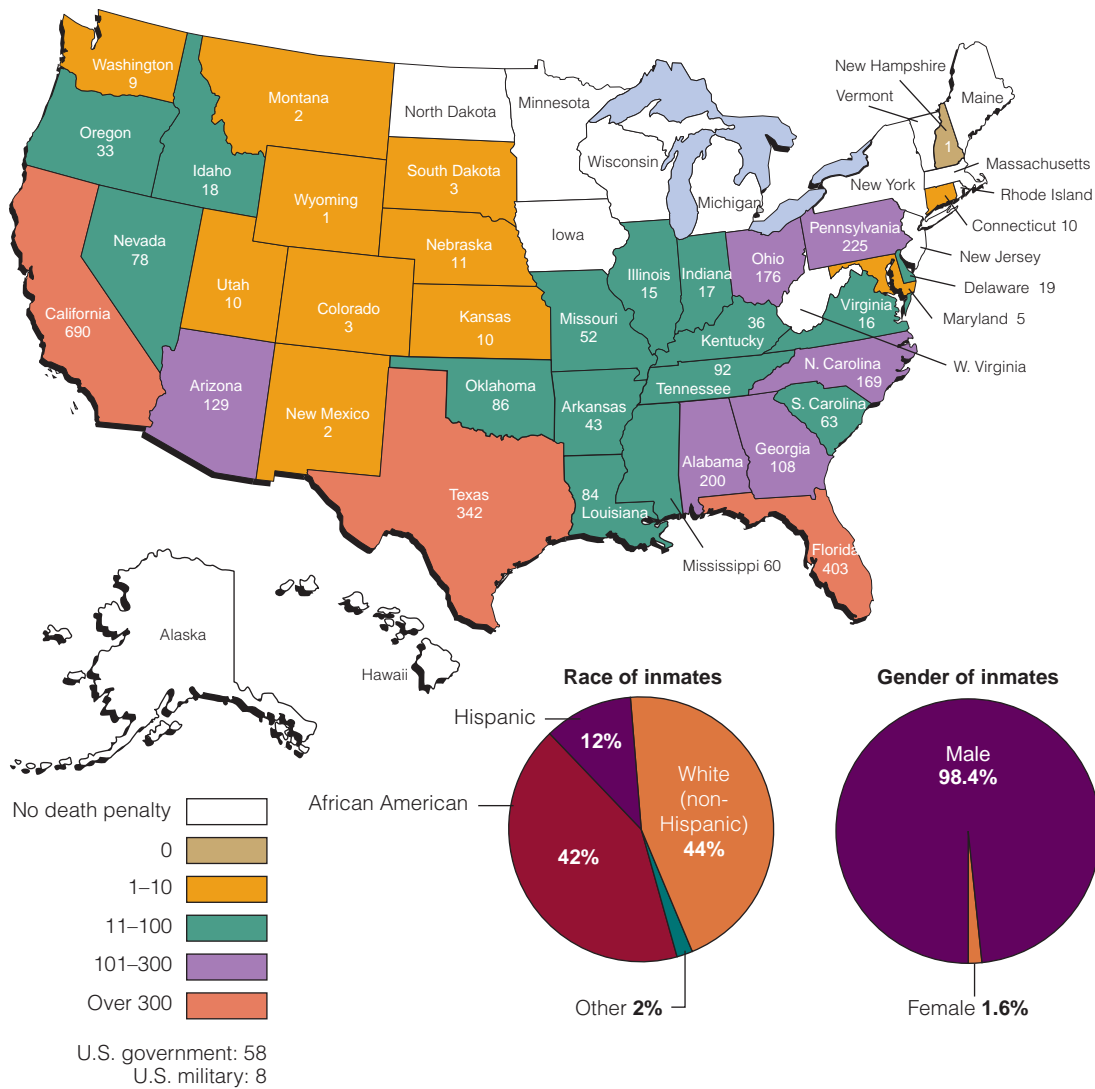 Washington
9
Montana
2
North Dakota
Minnesota
New Hampshire
Vermont
Maine
Oregon
33
Idaho
18
Wyoming
1
South Dakota
3
Wisconsin
Michigan
New York
1
Massachusetts
Rhode Island
Connecticut 10
Nevada
78
Utah
10
Colorado
3
Nebraska
11
Iowa
Illinois
15
Indiana
17
Ohio
176
Pennsylvania
225
New Jersey
Delaware 19
Maryland 5
California
690
Kansas
10
Missouri
52
36
Kentucky
Virginia
16
W. Virginia
Arizona
129
New Mexico
2
Oklahoma
86
Arkansas
43
92
Tennessee
N. Carolina
169
S. Carolina
63
Texas
342
84
Louisiana
Alabama
200
Georgia
108
Mississippi 60
Florida
403
Alaska
Hawaii
Race of inmates
Hispanic
12%
African American
42%
White
(non-
Hispanic)
44%
Other 2%
Gender of inmates
Male
98.4%
Female 1.6%
No death penalty
0
1–10
11–100
101–300
Over 300
U.S. government: 58
U.S. military: 8